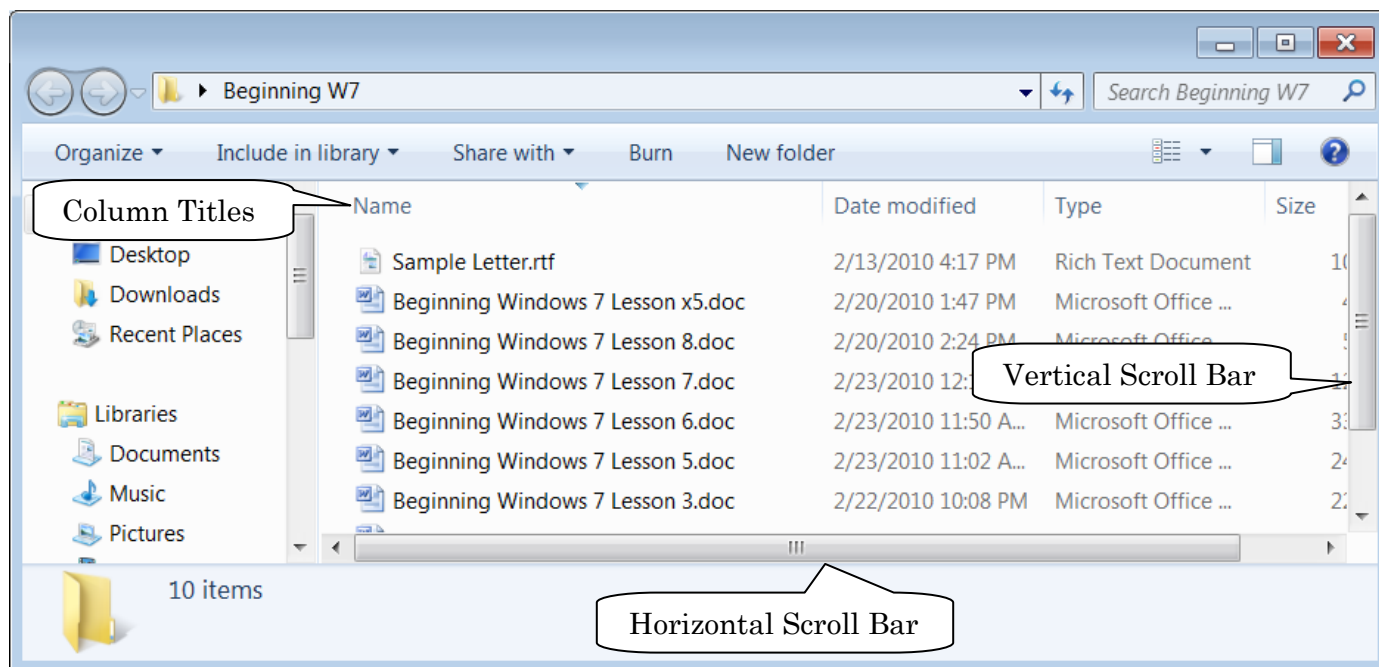 Beginning W7 Search Beginning W7
Organize Include in library Share with Burn New folder
Column Titles Name Date modified Type Size
Desktop Sample Letter.rtf 2/13/2010 4:17 PM Rich Text Document
Downloads Beginning Windows 7 Lesson x5.doc 2/20/2010 1:47 PM Microsoft Office ...
Recent Places Beginning Windows 7 Lesson 8.doc 2/20/2010 2:24 PM Microsoft Office
Beginning Windows 7 Lesson 7.doc 2/23/2010 Vertical Scroll Bar
Libraries Beginning Windows 7 Lesson 6.doc 2/23/2010 11:50 A... Microsoft Office ...
Documents Beginning Windows 7 Lesson 5.doc 2/23/2010 11:02 A... Microsoft Office ...
Music Beginning Windows 7 Lesson 3.doc 2/22/2010 10:08 PM Microsoft Office ...
Pictures
10 items
Horizontal Scroll Bar